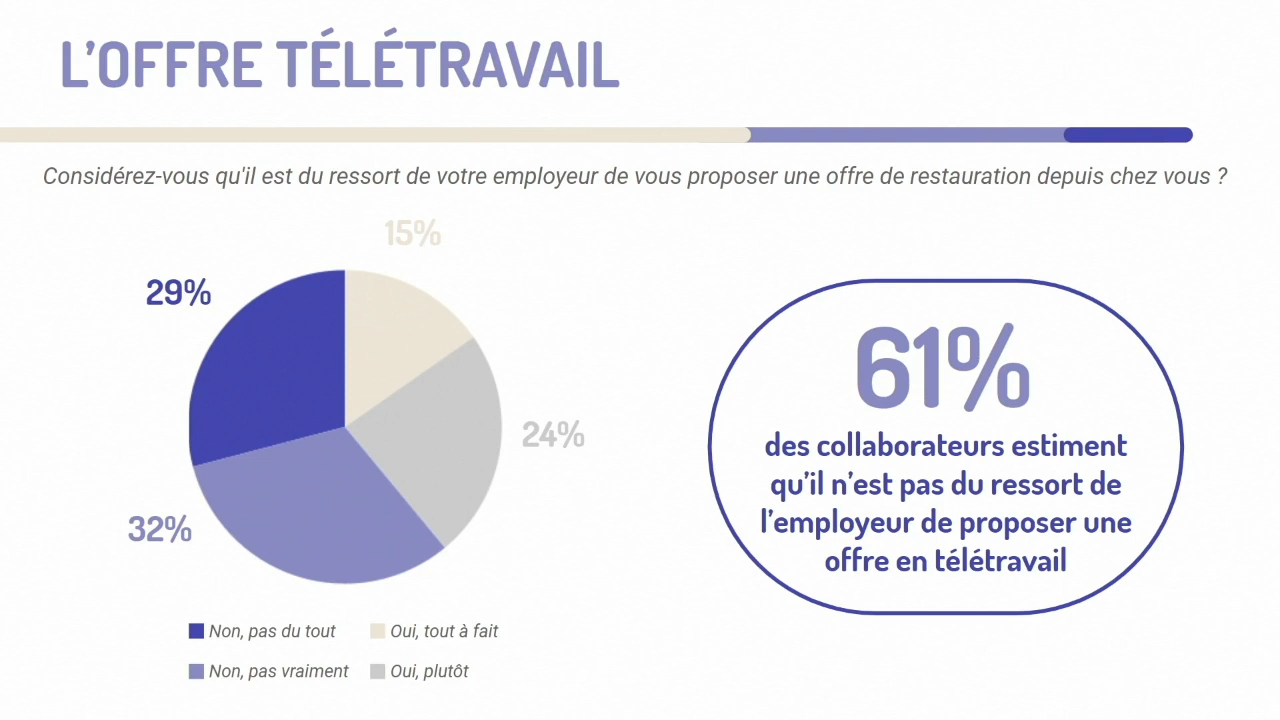 L'OFFRE TÉLÉTRAVAIL
Considérez-vous qu'il est du ressort de votre employeur de vous proposer une offre de restauration depuis chez vous ?
15%
29%
24%
32%
Non, pas du tout
Oui, tout à fait
Non, pas vraiment
Oui, plutôt
61%
des collaborateurs estiment
qu'il n'est pas du ressort de
l'employeur de proposer une
offre en télétravail